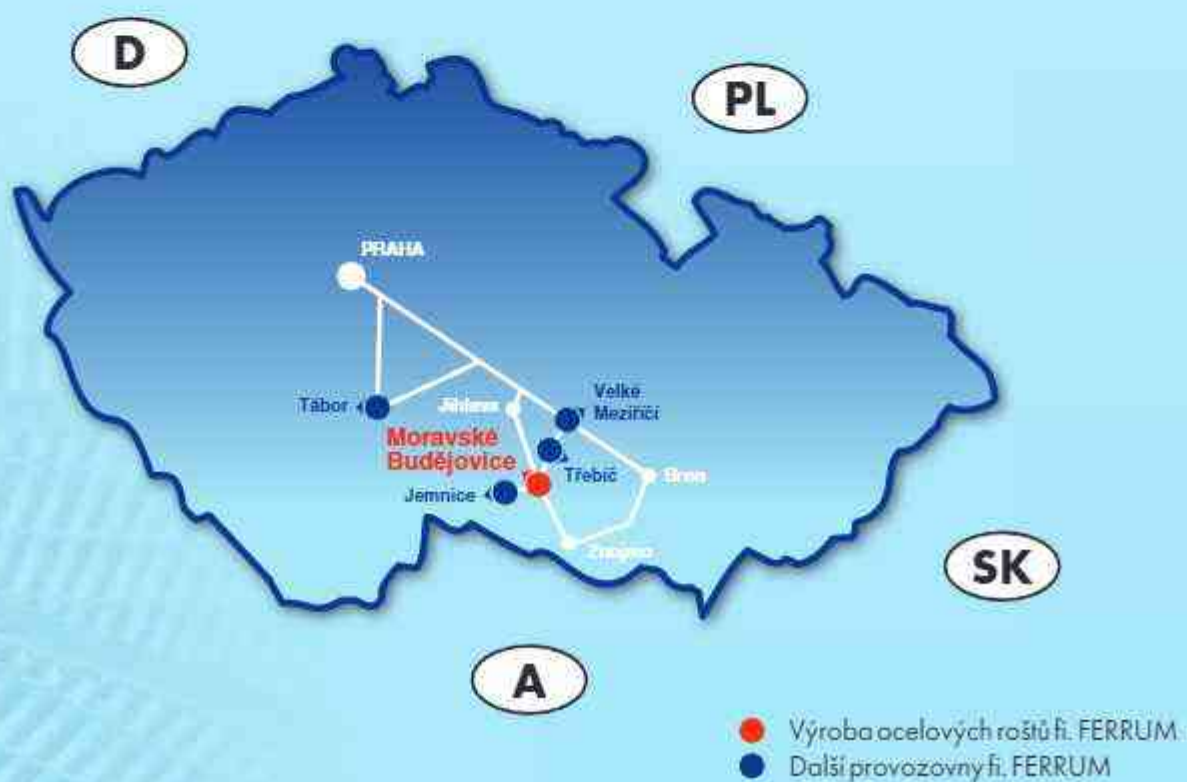 D
PL
PRAHA
Tábor
Jihlava
Velké
Meziříčí
Moravské
Budějovice
Třebíč
Brno
Jemnice
Znojmo
SK
A
Výroba ocelových roštů fi. FERRUM
Další provozovny fi. FERRUM